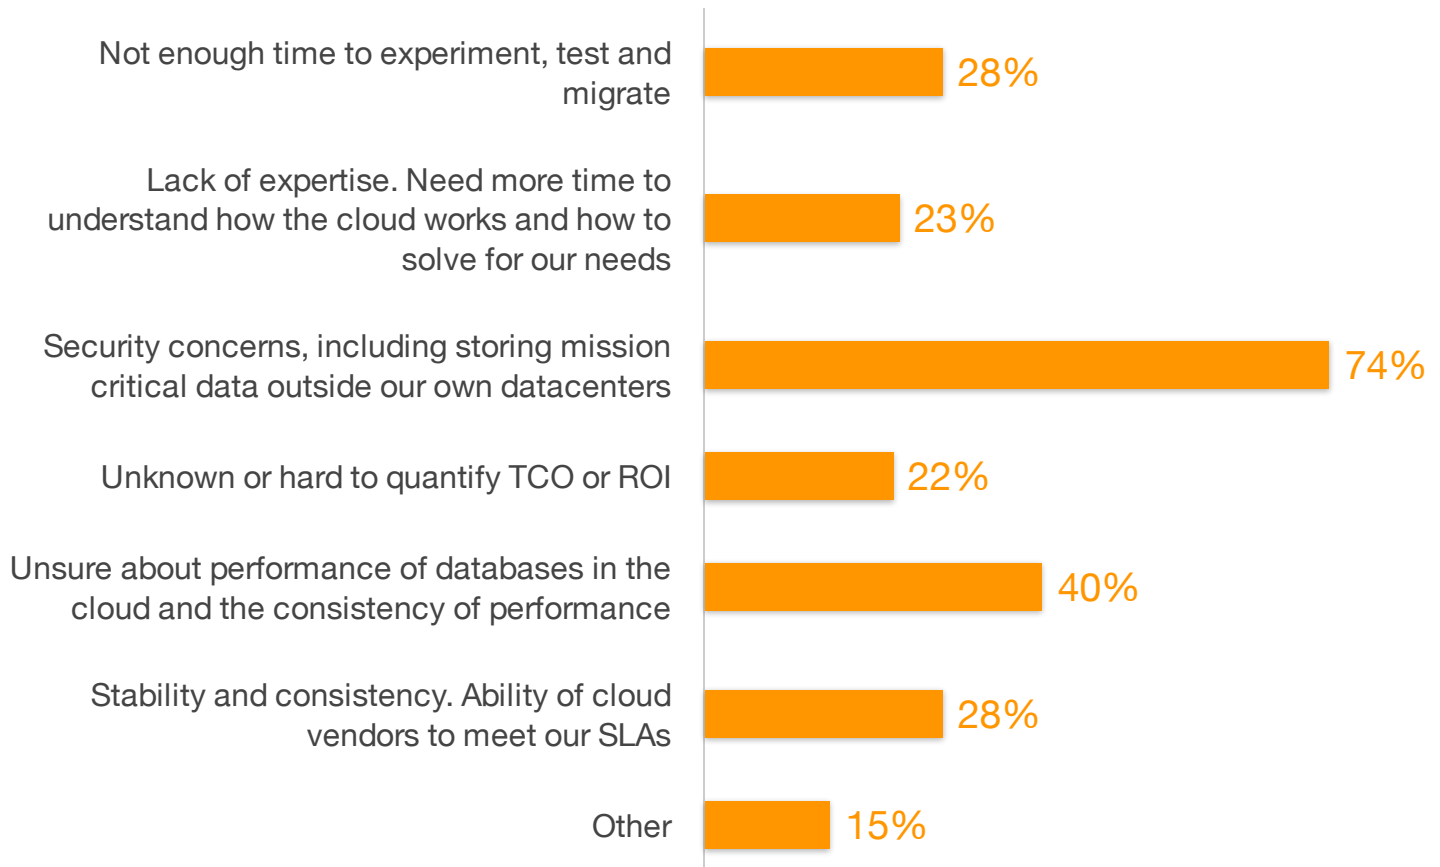 Not enough time to experiment, test and
migrate
28%
Lack of expertise. Need more time to
understand how the cloud works and how to
solve for our needs
23%
Security concerns, including storing mission
critical data outside our own datacenters
74%
Unknown or hard to quantify TCO or ROI
22%
Unsure about performance of databases in the
cloud and the consistency of performance
40%
Stability and consistency. Ability of cloud
vendors to meet our SLAs
28%
Other
15%